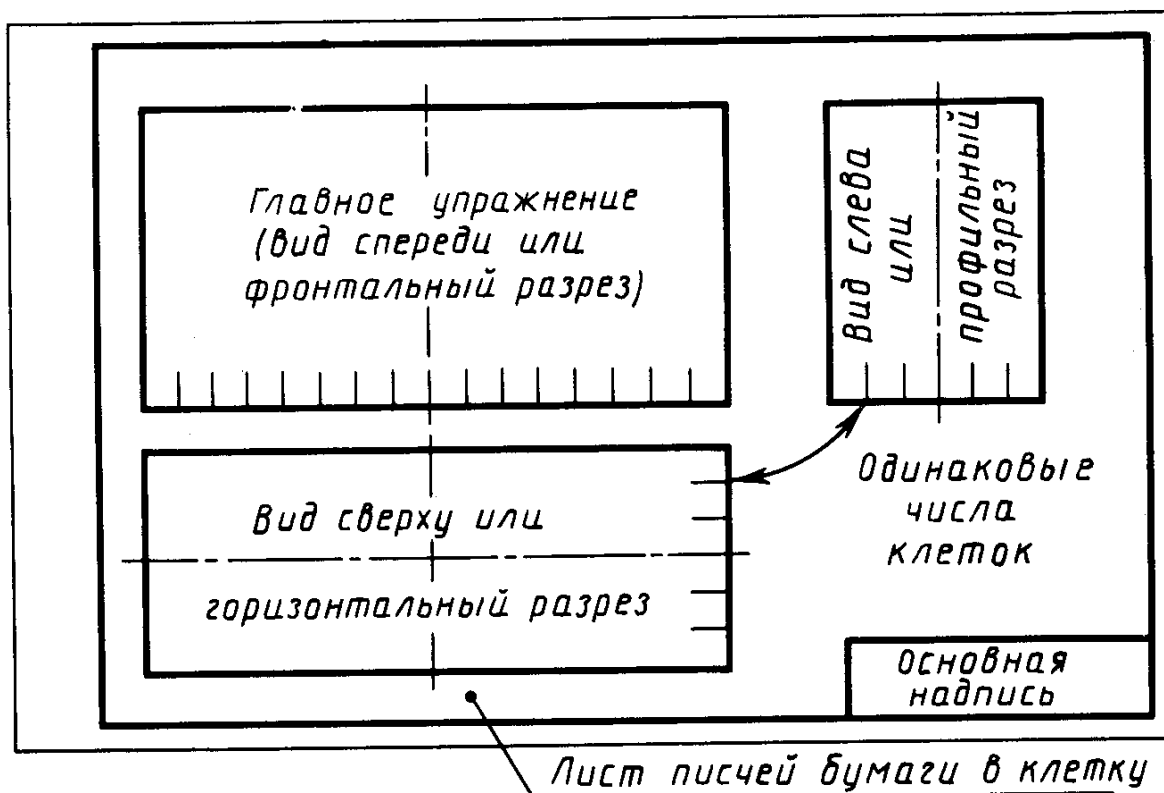 Главное упражнение
(вид спереди или
фронтальный разрез)
Вид слева
или
профильный
разрез
Вид сверху или
горизонтальный разрез
Одинаковые
числа
клеток
Основная
надпись
Лист писчей бумаги в клетку